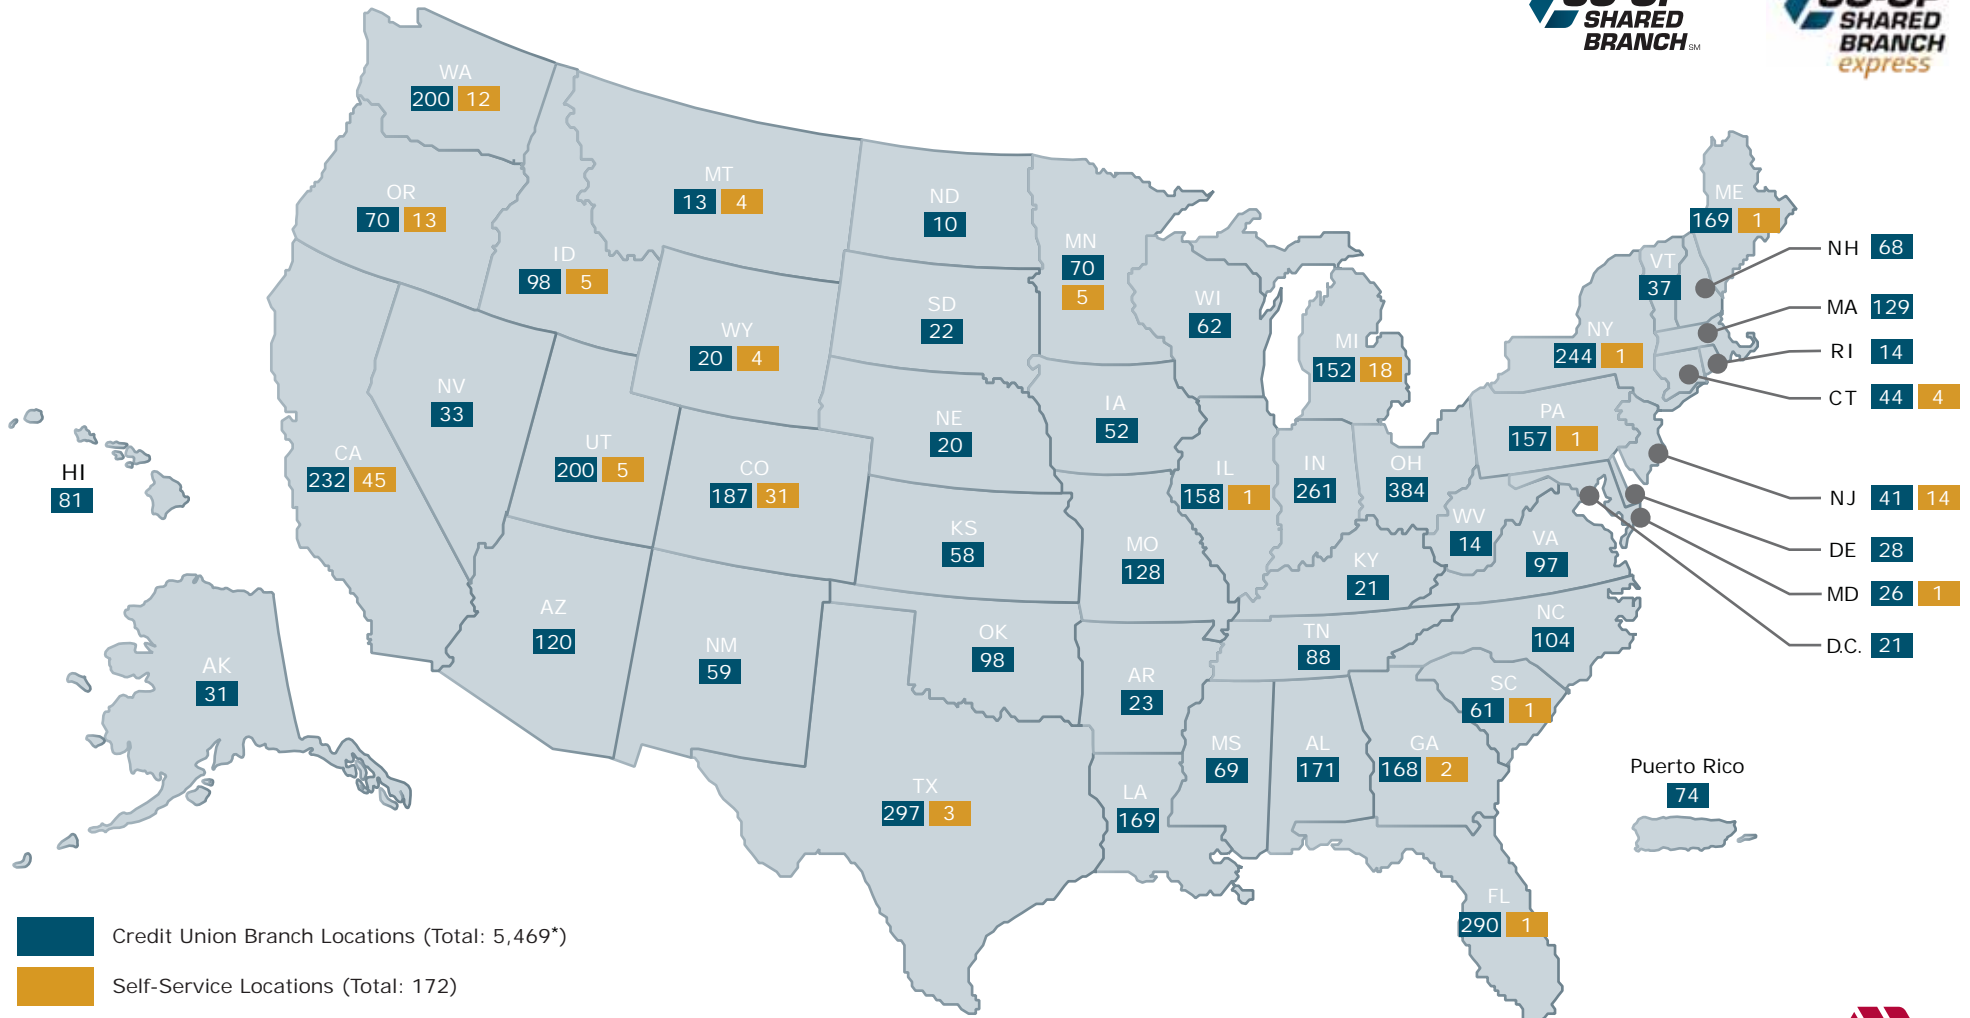 SHARED
BRANCH℠
SHARED
BRANCH
express
WA
200 12
OR
70 13
MT
13 4
ID
98 5
ND
10
MN
70
5
SD
22
WI
62
WY
20 4
MI
152 18
ME
169 1
VT
37
NY
244 1
NH 68
MA 129
RI 14
CT 44 4
NV
33
NE
20
IA
52
PA
157 1
CA
232 45
UT
200 5
CO
187 31
IL
158 1
IN
261
OH
384
NJ 41 14
HI
81
KS
58
MO
128
WV
14
VA
97
KY
21
DE 28
MD 26 1
D.C. 21
AZ
120
NM
59
OK
98
TN
88
NC
104
AK
31
AR
23
SC
61 1
MS
69
AL
171
GA
168 2
Puerto Rico
74
TX
297 3
LA
169
FL
290 1
Credit Union Branch Locations (Total: 5,469*)
Self-Service Locations (Total: 172)